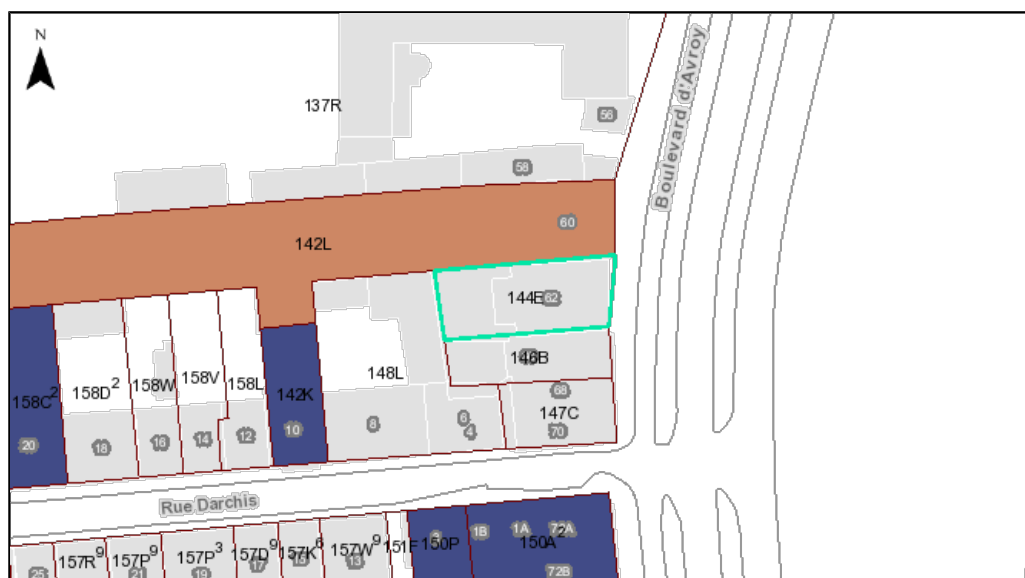 N
Boulevard d'Avroy
137R
56
58
60
142L
144E
62
146B
148L
68
147C
70
158C²
158D²
158W
158V
158L
142K
20
18
16
14
12
10
8
6
4
Rue Darchis
157R⁹
157P⁹
157P³
157D⁹
157K⁶
157W⁹
151F
150P
1B
1A
72A
150A²
25
21
19
17
15
13
72B